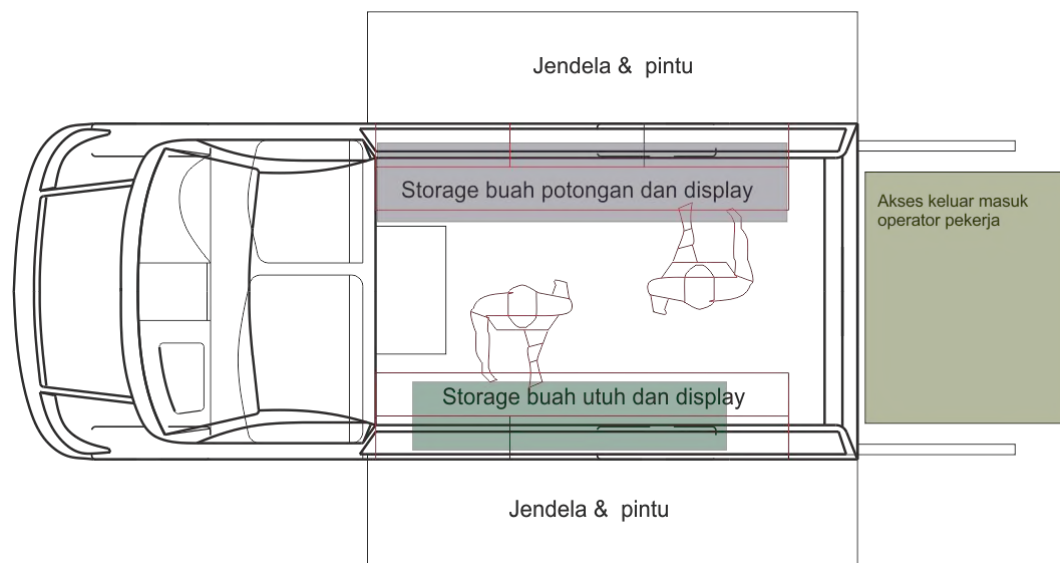 Jendela & pintu
Storage buah potongan dan display
Akses keluar masuk
operator pekerja
Storage buah utuh dan display
Jendela & pintu